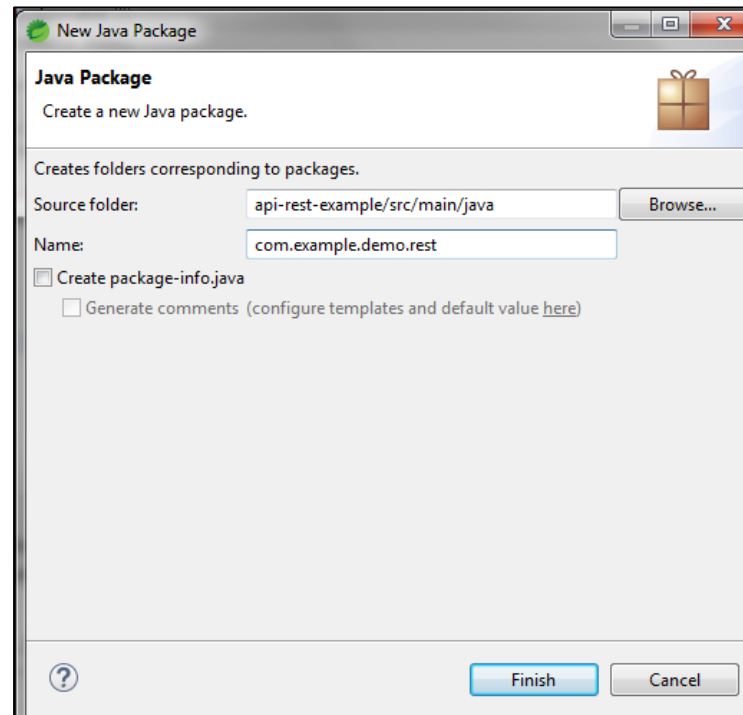 New Java Package
Java Package
Create a new Java package.
Creates folders corresponding to packages.
Source folder: api-rest-example/src/main/java Browse...
Name: com.example.demo.rest
Create package-info.java
Generate comments (configure templates and default value here)
? Finish Cancel